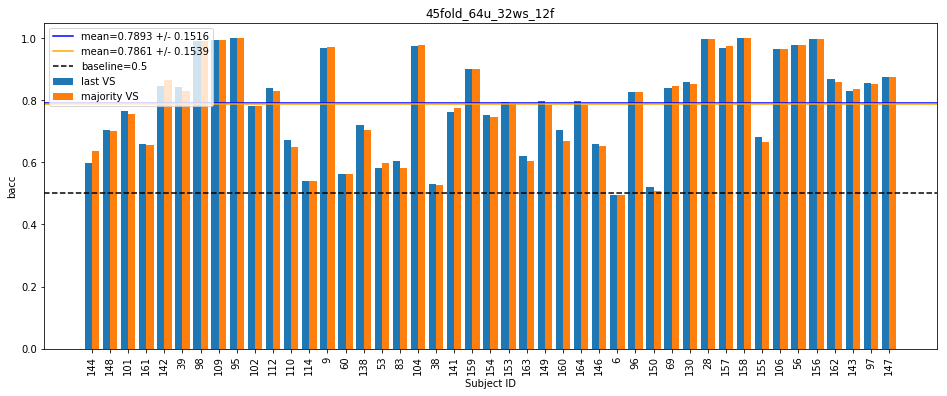 45fold_64u_32ws_12f
mean=0.7893 +/- 0.1516
mean=0.7861 +/- 0.1539
baseline=0.5
last VS
majority VS
bacc
1.0
0.8
0.6
0.4
0.2
0.0
144 148 101 161 142 39 98 109 95 102 112 110 114 9 60 138 53 83 104 38 141 159 154 153 163 149 160 164 146 6 96 150 69 130 28 157 158 155 106 56 156 162 143 97 147
Subject ID